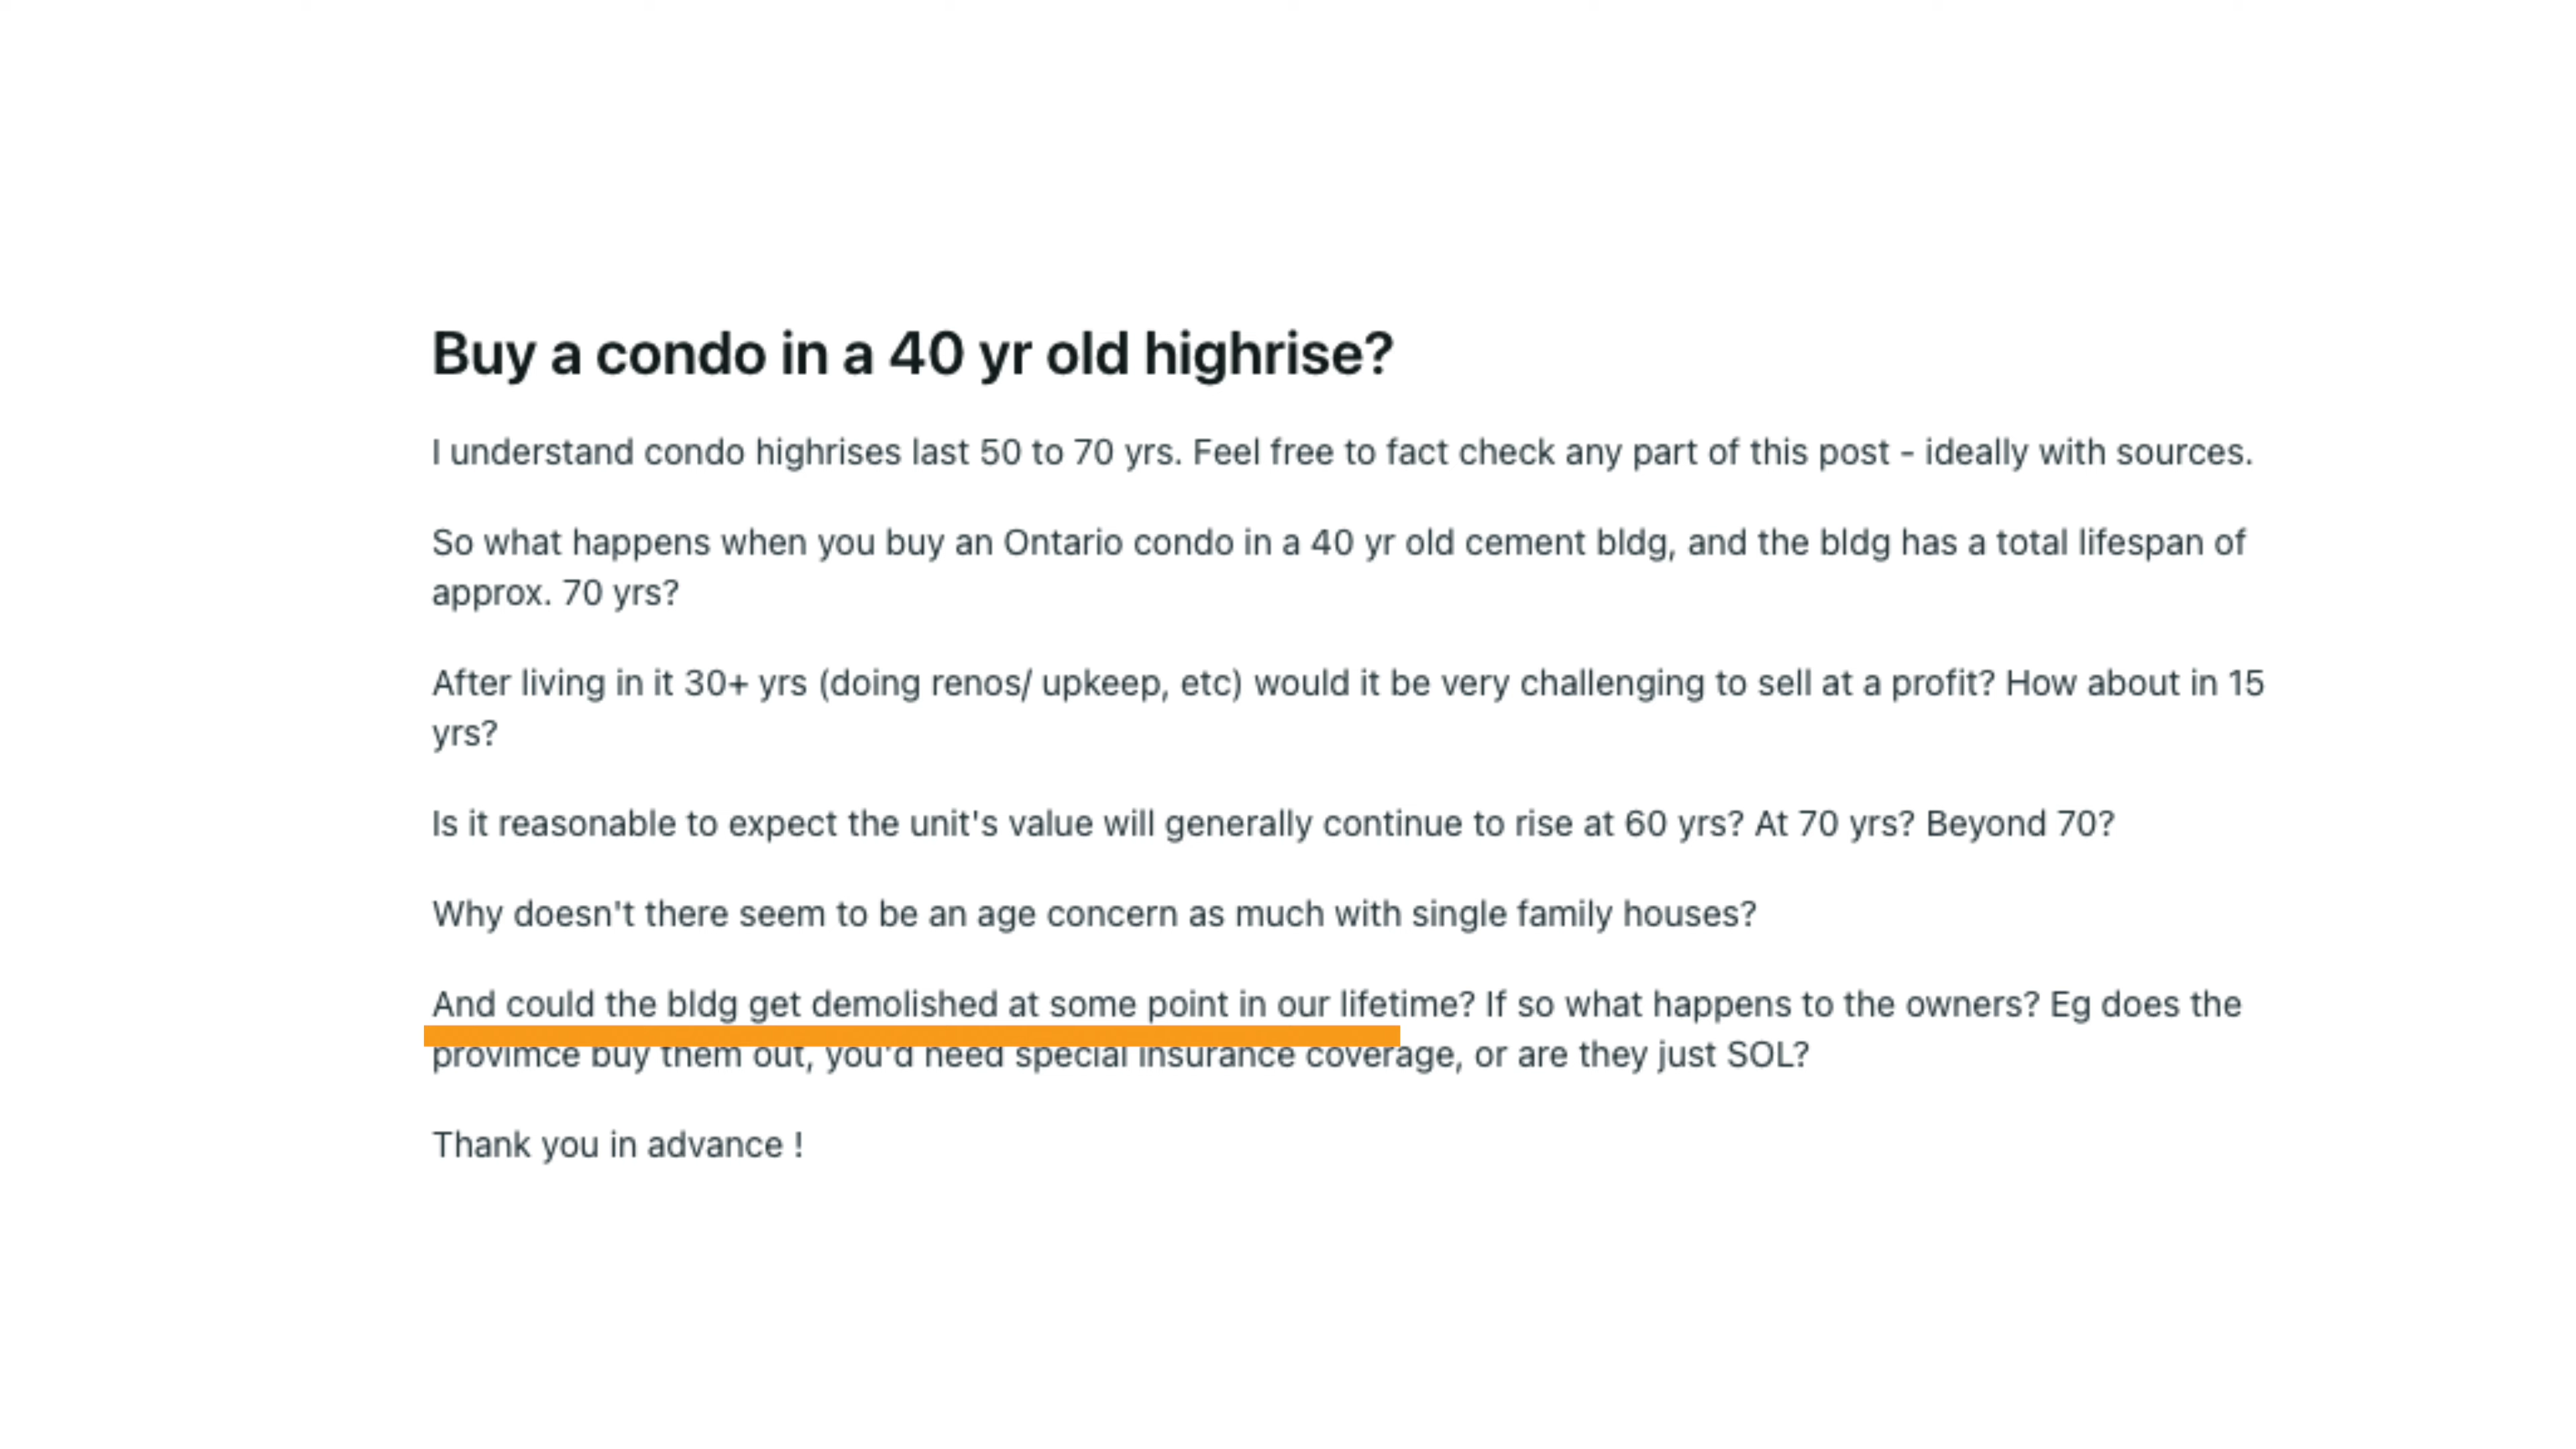 Buy a condo in a 40 yr old highrise?
I understand condo highrises last 50 to 70 yrs. Feel free to fact check any part of this post - ideally with sources.
So what happens when you buy an Ontario condo in a 40 yr old cement bldg, and the bldg has a total lifespan of
approx. 70 yrs?
After living in it 30+ yrs (doing renos/ upkeep, etc) would it be very challenging to sell at a profit? How about in 15
yrs?
Is it reasonable to expect the unit's value will generally continue to rise at 60 yrs? At 70 yrs? Beyond 70?
Why doesn't there seem to be an age concern as much with single family houses?
And could the bldg get demolished at some point in our lifetime? If so what happens to the owners? Eg does the
provimce buy them out, you'd need special insurance coverage, or are they just SOL?
Thank you in advance !